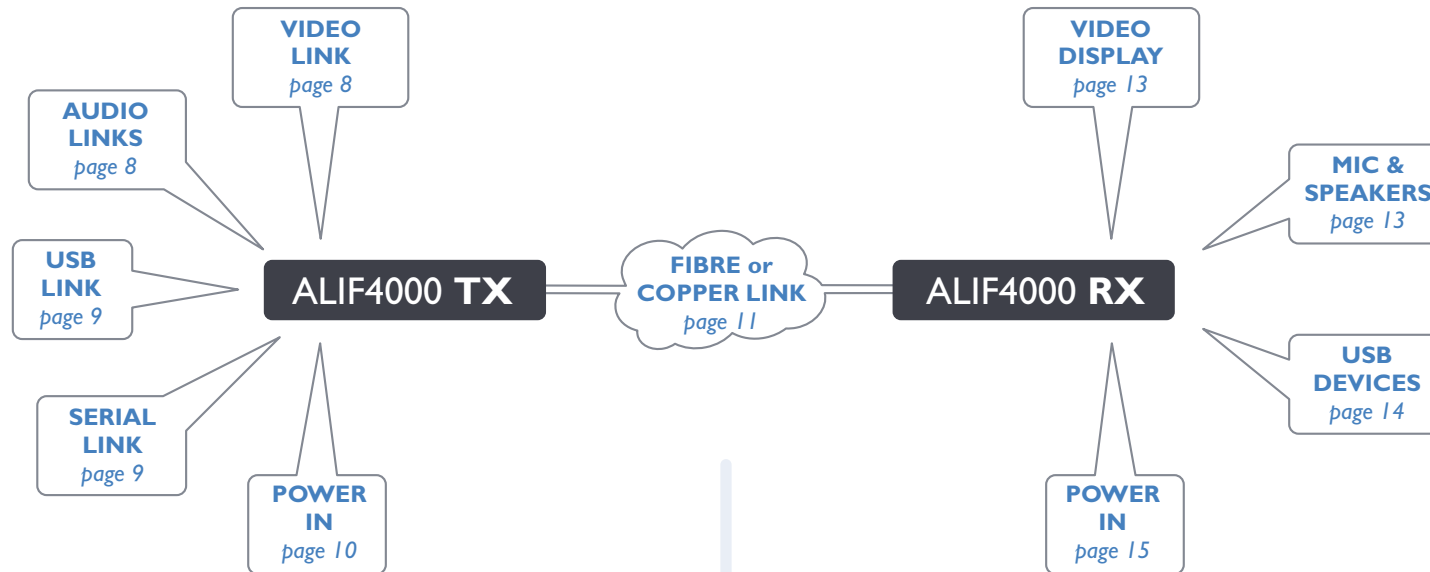 VIDEO
LINK
page 8
VIDEO
DISPLAY
page 13
AUDIO
LINKS
page 8
MIC &
SPEAKERS
page 13
USB
LINK
page 9
ALIF4000 TX
FIBRE or
COPPER LINK
page 11
ALIF4000 RX
USB
DEVICES
page 14
SERIAL
LINK
page 9
POWER
IN
page 10
POWER
IN
page 15